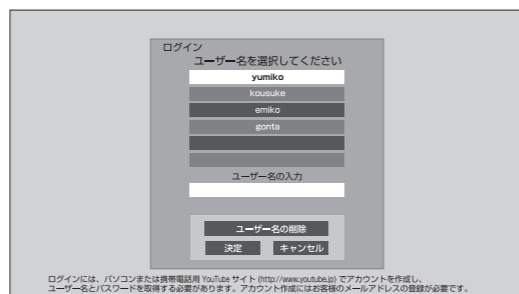 ログイン
ユーザー名を選択してください
yumiko
kousuke
emiko
gonta
ユーザー名の入力
ユーザー名の削除
決定 キャンセル
ログインには、パソコンまたは携帯電話用 YouTube サイト (http://www.youtube.jp) でアカウントを作成し、
ユーザー名とパスワードを取得する必要があります。アカウント作成にはお客様のメールアドレスの登録が必要です。